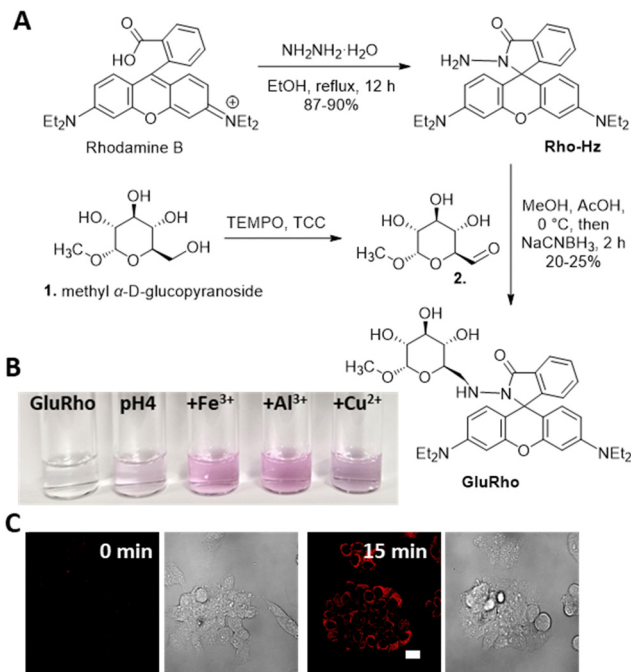 A
HO
O
Et₂N
O
⊕
NEt₂
Rhodamine B
NH₂NH₂·H₂O
EtOH, reflux, 12 h
87-90%
O
NH₂
N
Et₂N
O
NEt₂
Rho-Hz
OH
HO
OH
H₃C
O
O
OH
1. methyl α-D-glucopyranoside
TEMPO, TCC
OH
HO
OH
H₃C
O
O
O
2.
MeOH, AcOH,
0 °C, then
NaCNBH₃, 2 h
20-25%
OH
HO
OH
H₃C
O
O
HN
N
O
Et₂N
O
NEt₂
GluRho
B
GluRho pH4 +Fe³⁺ +Al³⁺ +Cu²⁺
C
0 min 15 min